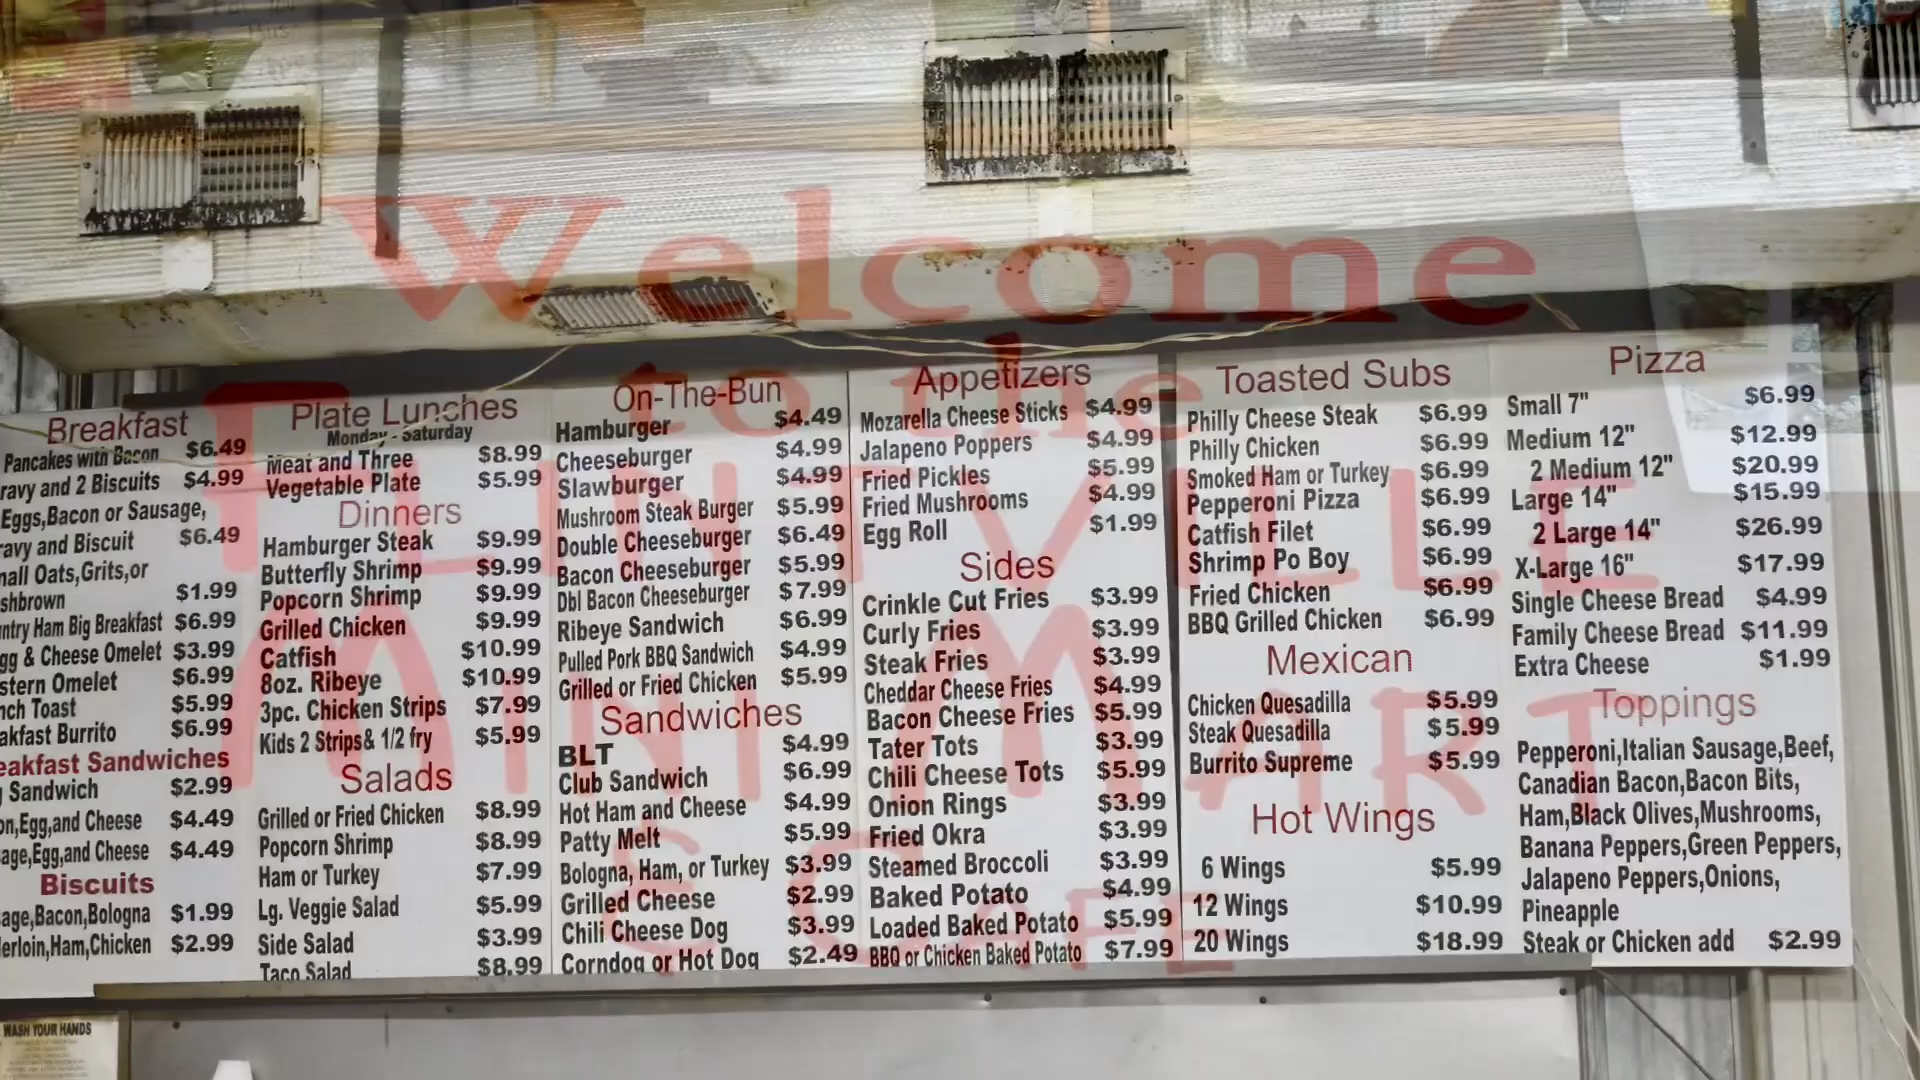 Welcome
to the
FLINTVILLE
MINI MART
& CAFE
Breakfast
Pancakes with Bacon $6.49
ravy and 2 Biscuits $4.99
Eggs,Bacon or Sausage,
ravy and Biscuit $6.49
nall Oats,Grits,or
shbrown $1.99
ntry Ham Big Breakfast $6.99
gg & Cheese Omelet $3.99
stern Omelet $6.99
nch Toast $5.99
akfast Burrito $6.99
eakfast Sandwiches
Sandwich $2.99
on,Egg,and Cheese $4.49
age,Egg,and Cheese $4.49
Biscuits
age,Bacon,Bologna $1.99
erloin,Ham,Chicken $2.99
Plate Lunches
Monday - Saturday
Meat and Three $8.99
Vegetable Plate $5.99
Dinners
Hamburger Steak $9.99
Butterfly Shrimp $9.99
Popcorn Shrimp $9.99
Grilled Chicken $9.99
Catfish $10.99
8oz. Ribeye $10.99
3pc. Chicken Strips $7.99
Kids 2 Strips& 1/2 fry $5.99
Salads
Grilled or Fried Chicken $8.99
Popcorn Shrimp $8.99
Ham or Turkey $7.99
Lg. Veggie Salad $5.99
Side Salad $3.99
Taco Salad $8.99
On-The-Bun
Hamburger $4.49
Cheeseburger $4.99
Slawburger $4.99
Mushroom Steak Burger $5.99
Double Cheeseburger $6.49
Bacon Cheeseburger $5.99
Dbl Bacon Cheeseburger $7.99
Ribeye Sandwich $6.99
Pulled Pork BBQ Sandwich $4.99
Grilled or Fried Chicken $5.99
Sandwiches
BLT $4.99
Club Sandwich $6.99
Hot Ham and Cheese $4.99
Patty Melt $5.99
Bologna, Ham, or Turkey $3.99
Grilled Cheese $2.99
Chili Cheese Dog $3.99
Corndog or Hot Dog $2.49
Appetizers
Mozarella Cheese Sticks $4.99
Jalapeno Poppers $4.99
Fried Pickles $5.99
Fried Mushrooms $4.99
Egg Roll $1.99
Sides
Crinkle Cut Fries $3.99
Curly Fries $3.99
Steak Fries $3.99
Cheddar Cheese Fries $4.99
Bacon Cheese Fries $5.99
Tater Tots $3.99
Chili Cheese Tots $5.99
Onion Rings $3.99
Fried Okra $3.99
Steamed Broccoli $3.99
Baked Potato $4.99
Loaded Baked Potato $5.99
BBQ or Chicken Baked Potato $7.99
Toasted Subs
Philly Cheese Steak $6.99
Philly Chicken $6.99
Smoked Ham or Turkey $6.99
Pepperoni Pizza $6.99
Catfish Filet $6.99
Shrimp Po Boy $6.99
Fried Chicken $6.99
BBQ Grilled Chicken $6.99
Mexican
Chicken Quesadilla $5.99
Steak Quesadilla $5.99
Burrito Supreme $5.99
Hot Wings
6 Wings $5.99
12 Wings $10.99
20 Wings $18.99
Pizza
Small 7" $6.99
Medium 12" $12.99
2 Medium 12" $20.99
Large 14" $15.99
2 Large 14" $26.99
X-Large 16" $17.99
Single Cheese Bread $4.99
Family Cheese Bread $11.99
Extra Cheese $1.99
Toppings
Pepperoni,Italian Sausage,Beef,
Canadian Bacon,Bacon Bits,
Ham,Black Olives,Mushrooms,
Banana Peppers,Green Peppers,
Jalapeno Peppers,Onions,
Pineapple
Steak or Chicken add $2.99
WASH YOUR HANDS